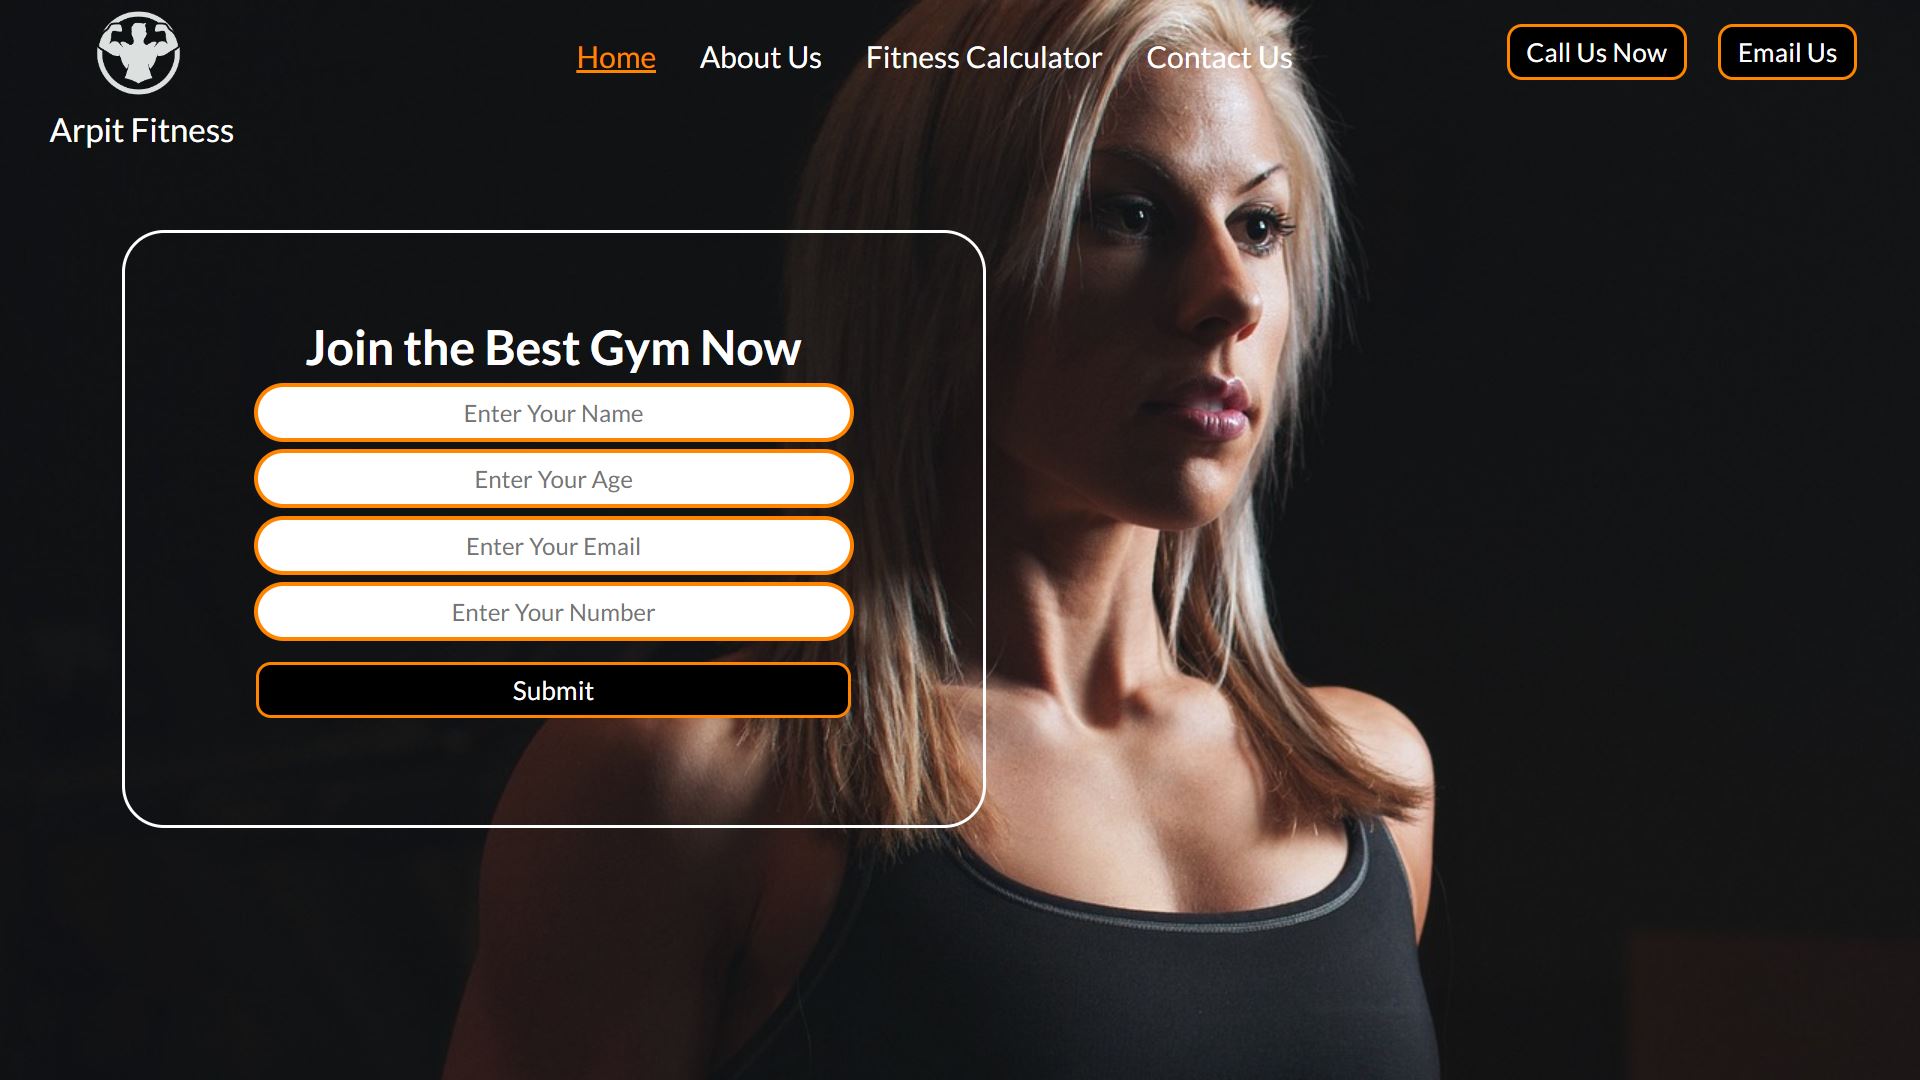 Arpit Fitness
Home
About Us
Fitness Calculator
Contact Us
Call Us Now
Email Us
Join the Best Gym Now
Enter Your Name
Enter Your Age
Enter Your Email
Enter Your Number
Submit